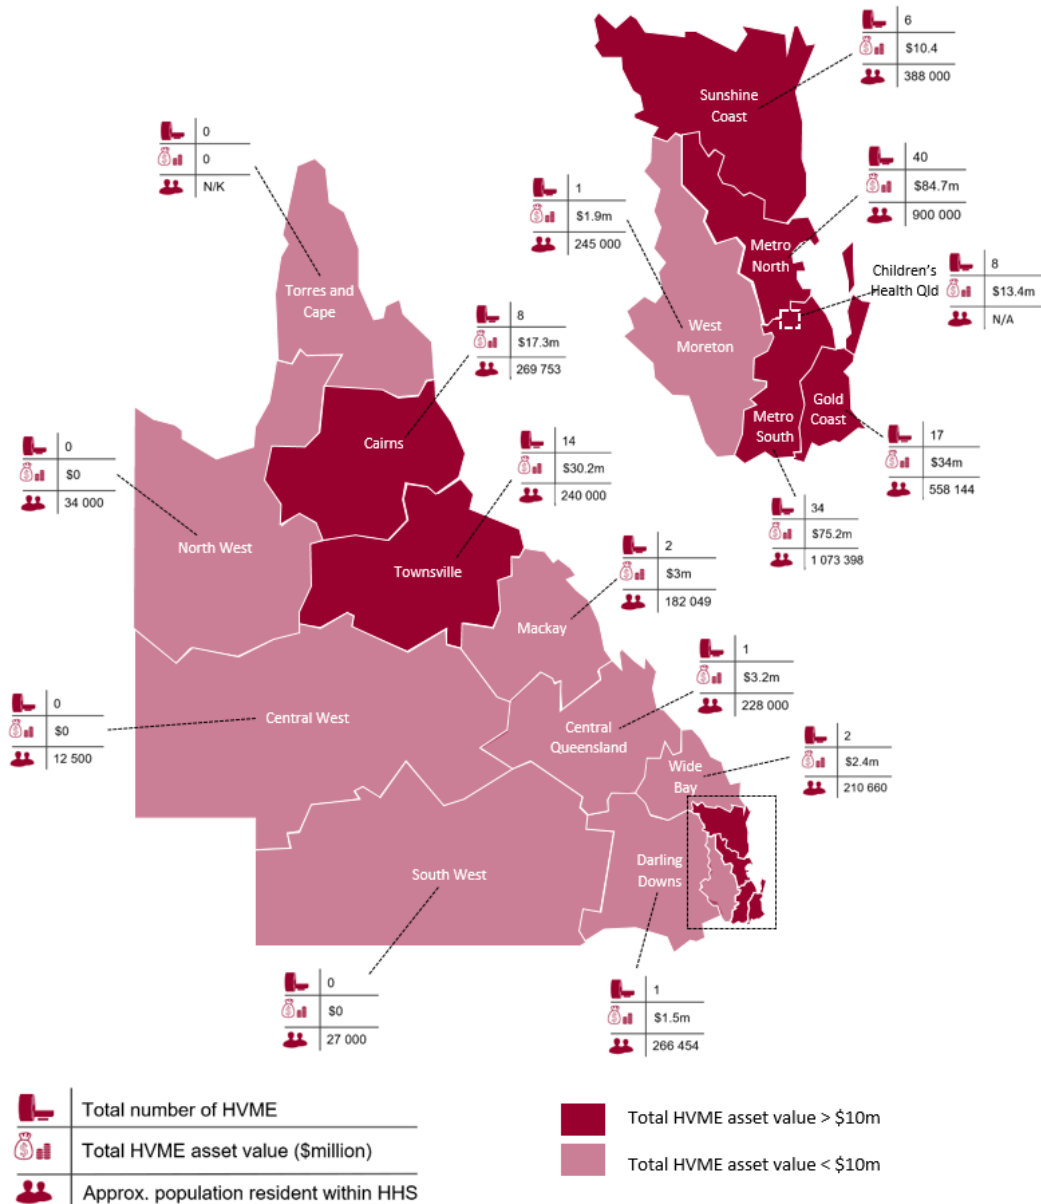 6
$10.4
388 000
Sunshine
Coast
0
0
N/K
40
$84.7m
900 000
1
$1.9m
245 000
Metro
North
Children's
Health Qld
8
$13.4m
N/A
Torres and
Cape
8
$17.3m
269 753
West
Moreton
Gold
Coast
Metro
South
17
$34m
558 144
Cairns
0
$0
34 000
14
$30.2m
240 000
34
$75.2m
1 073 398
North West
Townsville
2
$3m
182 049
Mackay
1
$3.2m
228 000
0
$0
12 500
Central West
Central
Queensland
2
$2.4m
210 660
Wide
Bay
South West
Darling
Downs
0
$0
27 000
1
$1.5m
266 454
Total number of HVME
Total HVME asset value ($million)
Approx. population resident within HHS
Total HVME asset value > $10m
Total HVME asset value < $10m